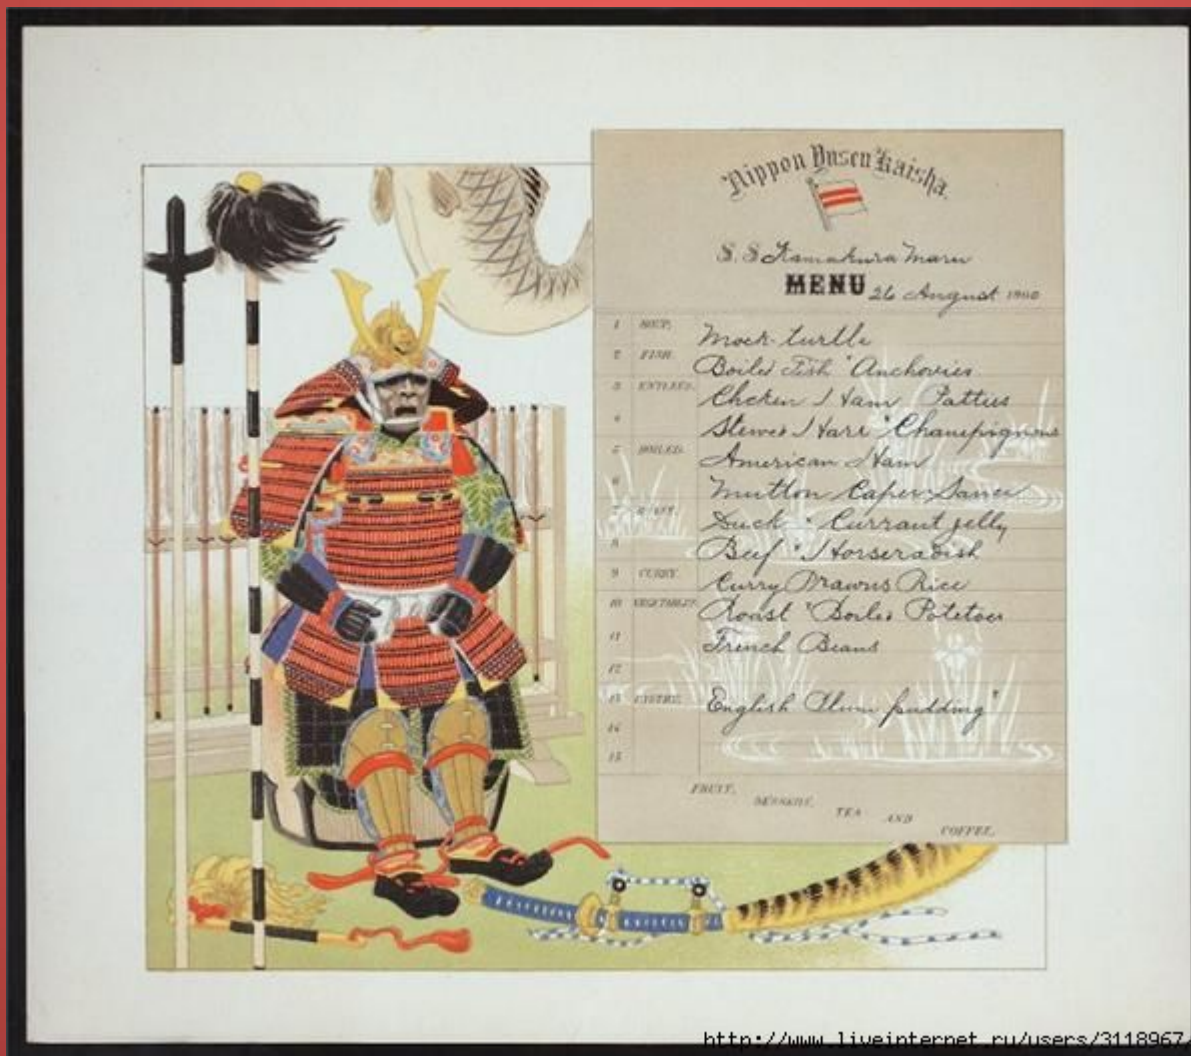 Nippon Yusen Kaisha.
S.S Kamakura Maru
MENU 26 August 1900
1 SOUP. Mock turtle
2 FISH. Boiled Fish " Anchovies
3 ENTREES. Chicken & Ham Patties
4 Stewed Hare " Champignons
5 BOILED. American Ham
6 Mutton Caper Sauce
7 ROAST. Duck " Currant jelly
8 Beef " Horseradish
9 CURRY. Curry Prawns Rice
10 VEGETABLES. Roast " Boiled Potetoes
11 French Beans
12
13 PASTRY. English Plum pudding "
14
15
FRUIT, DESSERT, TEA AND COFFEE,
http://www.liveinternet.ru/users/3118967/